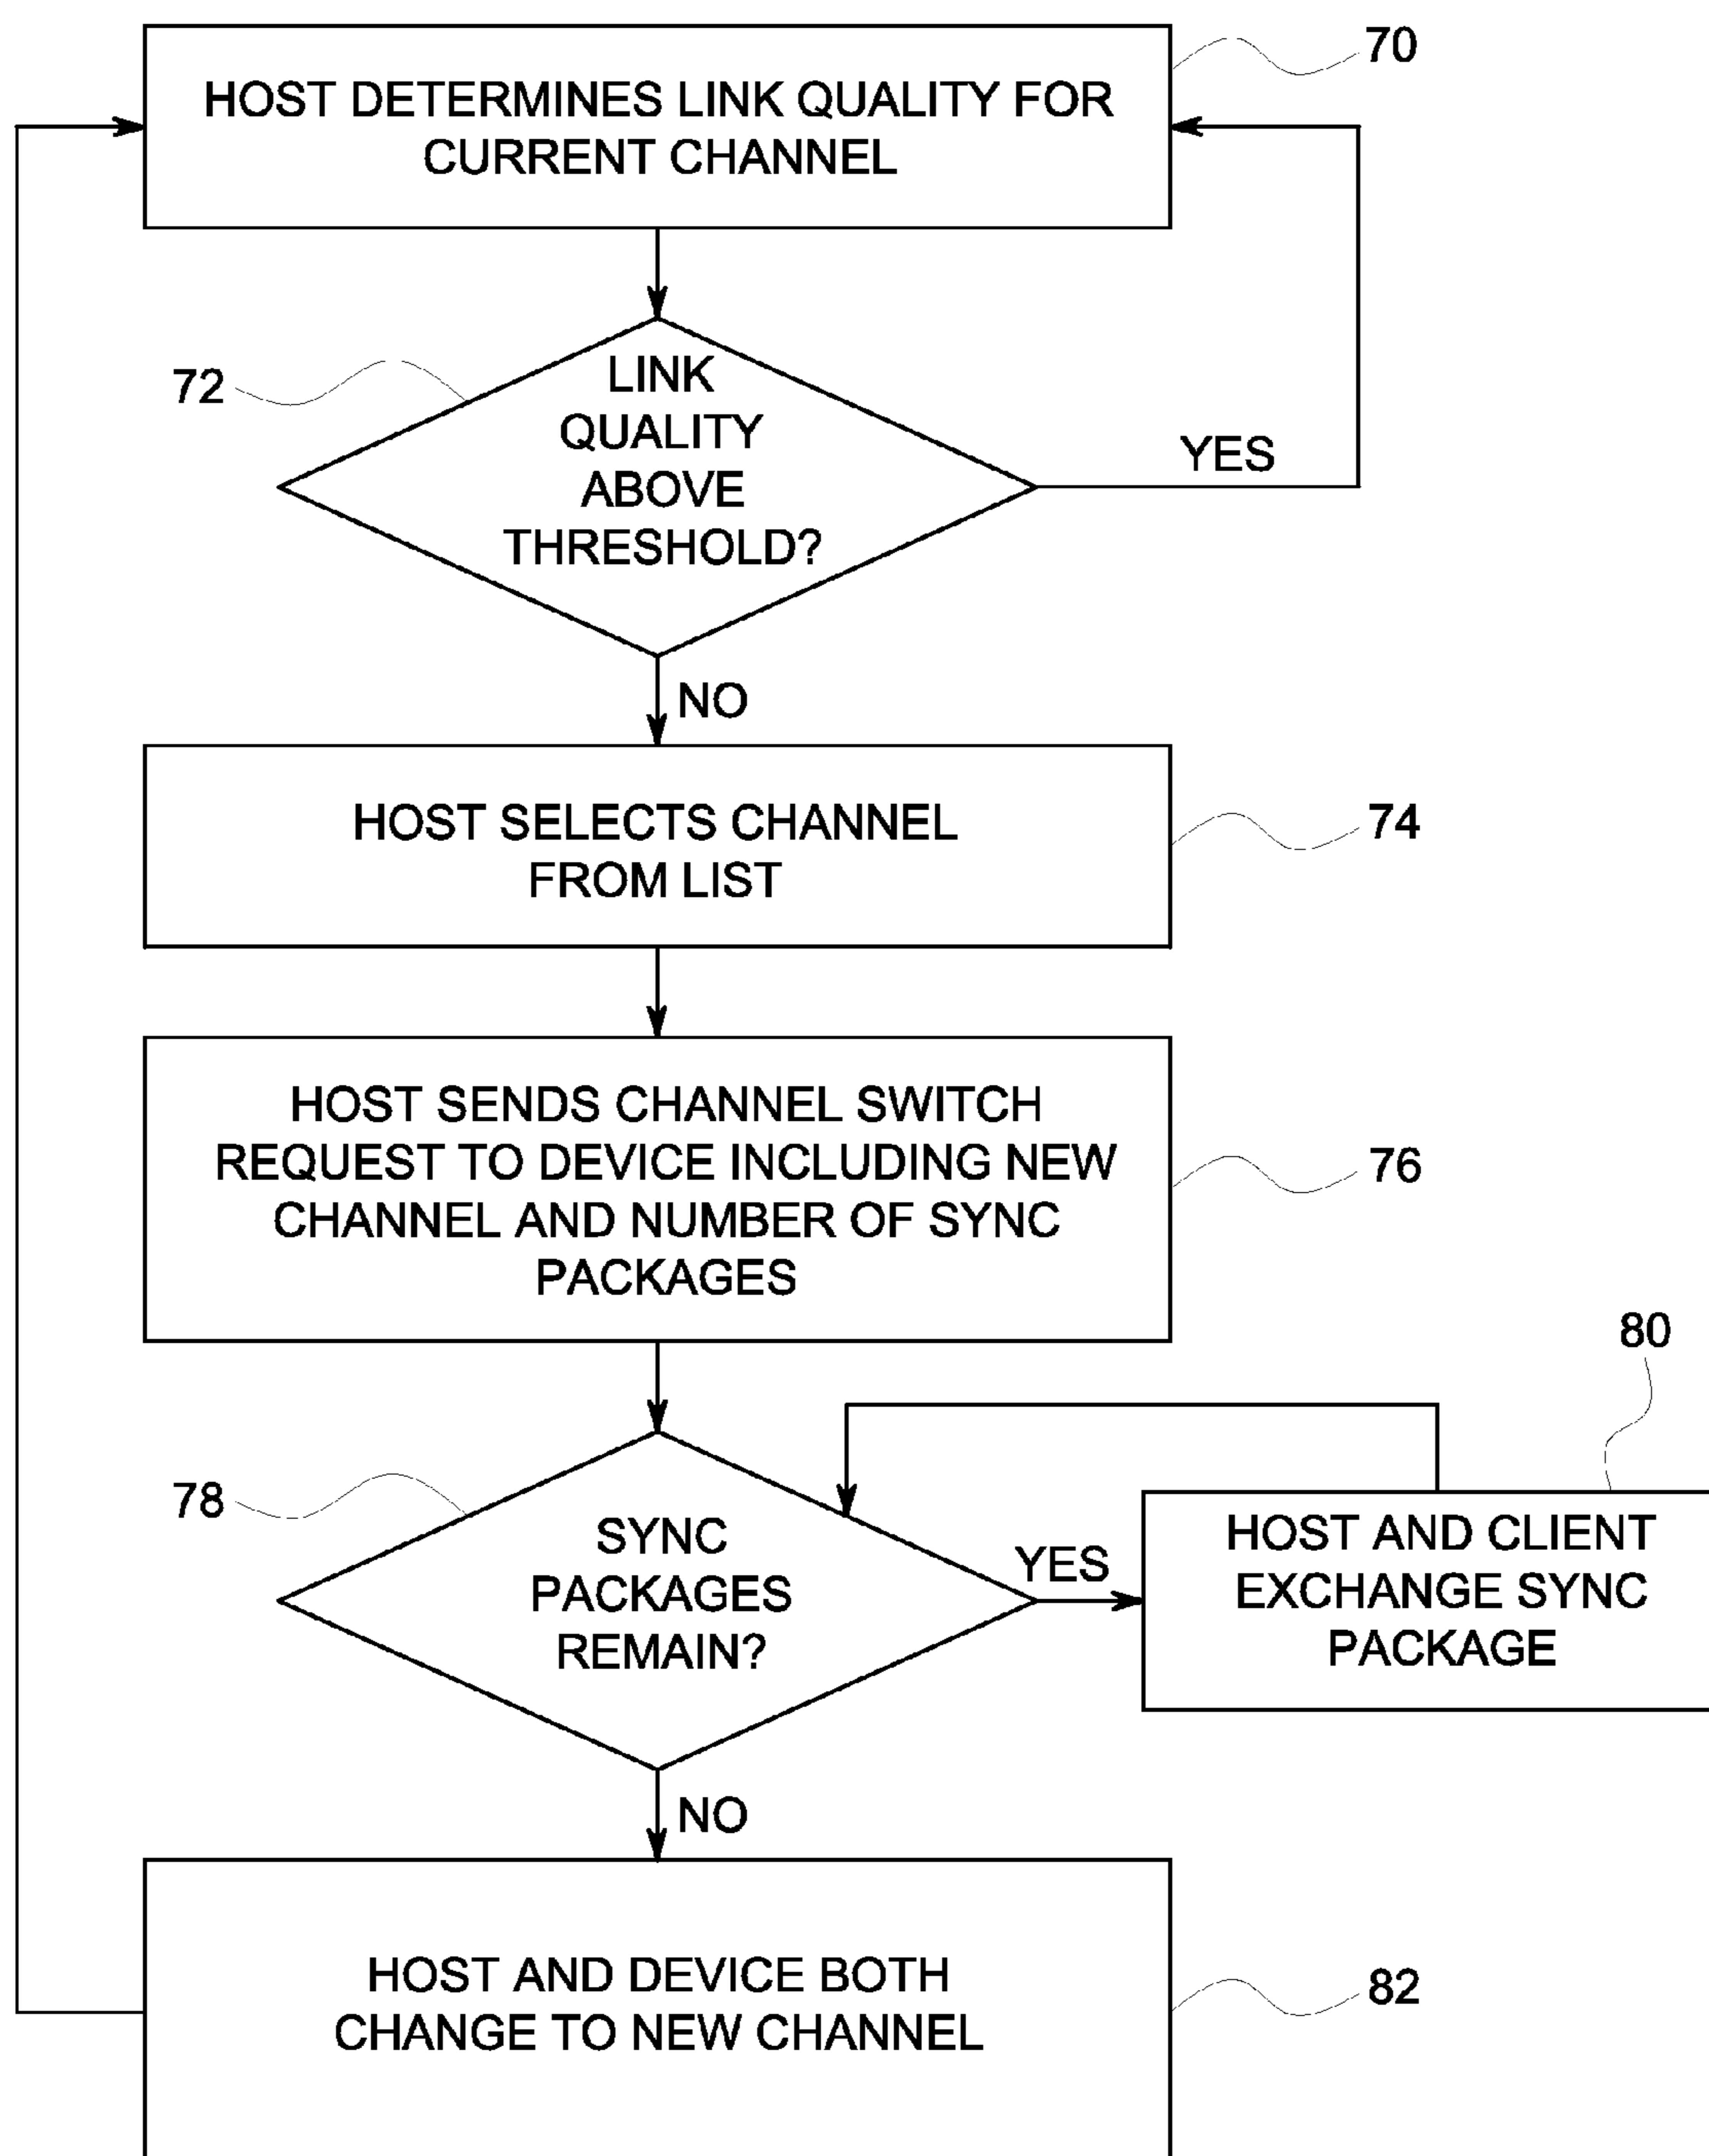 HOST DETERMINES LINK QUALITY FOR
CURRENT CHANNEL
70
72
LINK
QUALITY
ABOVE
THRESHOLD?
YES
NO
HOST SELECTS CHANNEL
FROM LIST
74
HOST SENDS CHANNEL SWITCH
REQUEST TO DEVICE INCLUDING NEW
CHANNEL AND NUMBER OF SYNC
PACKAGES
76
78
SYNC
PACKAGES
REMAIN?
YES
80
HOST AND CLIENT
EXCHANGE SYNC
PACKAGE
NO
HOST AND DEVICE BOTH
CHANGE TO NEW CHANNEL
82